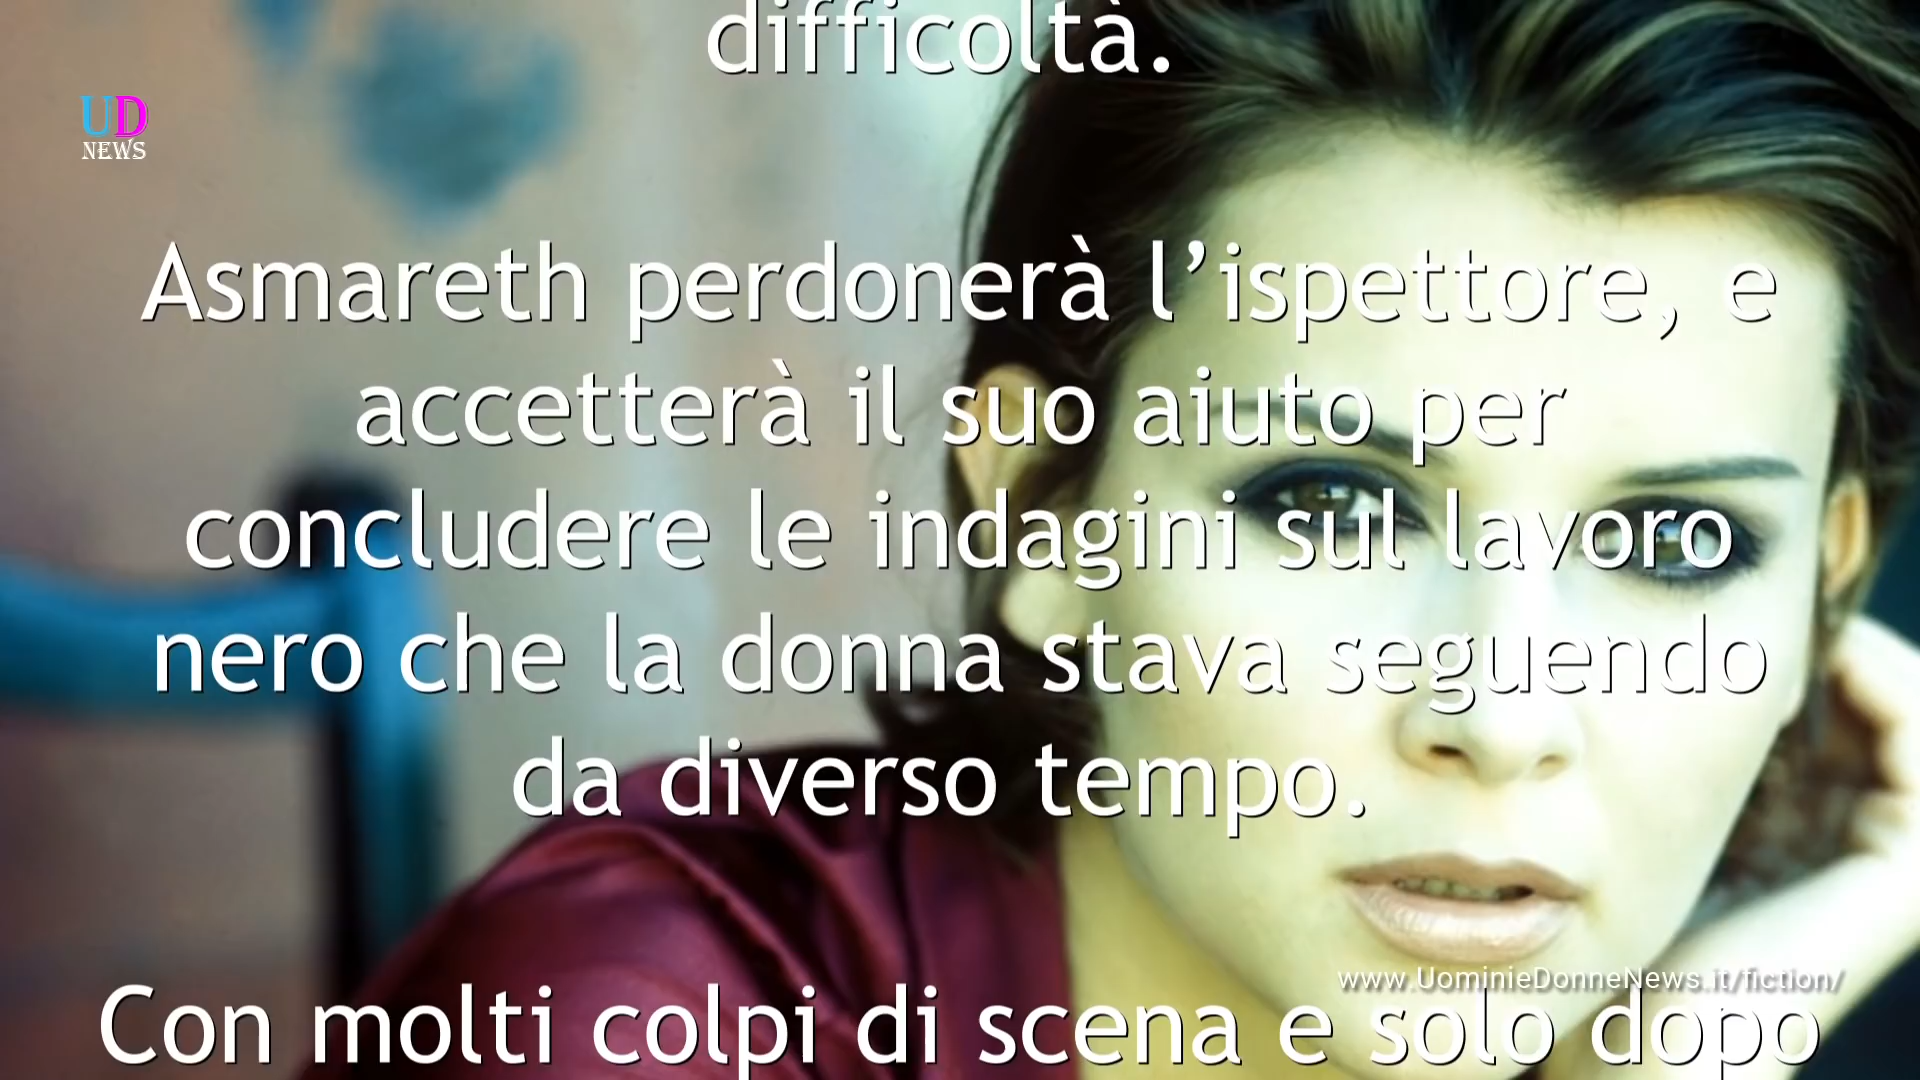 difficoltà.
UD
NEWS
Asmareth perdonerà l’ispettore, e
accetterà il suo aiuto per
concludere le indagini sul lavoro
nero che la donna stava seguendo
da diverso tempo.
www.UominieDonneNews.it/fiction/
Con molti colpi di scena e solo dopo